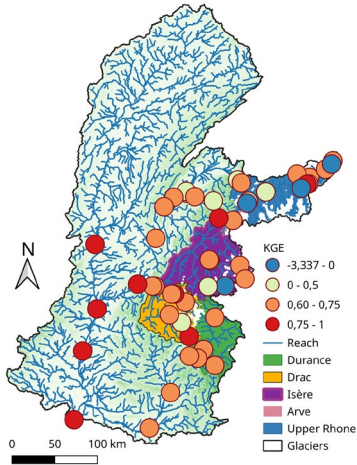 N
KGE
-3,337 - 0
0 - 0,5
0,60 - 0,75
0,75 - 1
Reach
Durance
Drac
Isère
Arve
Upper Rhone
Glaciers
0 50 100 km